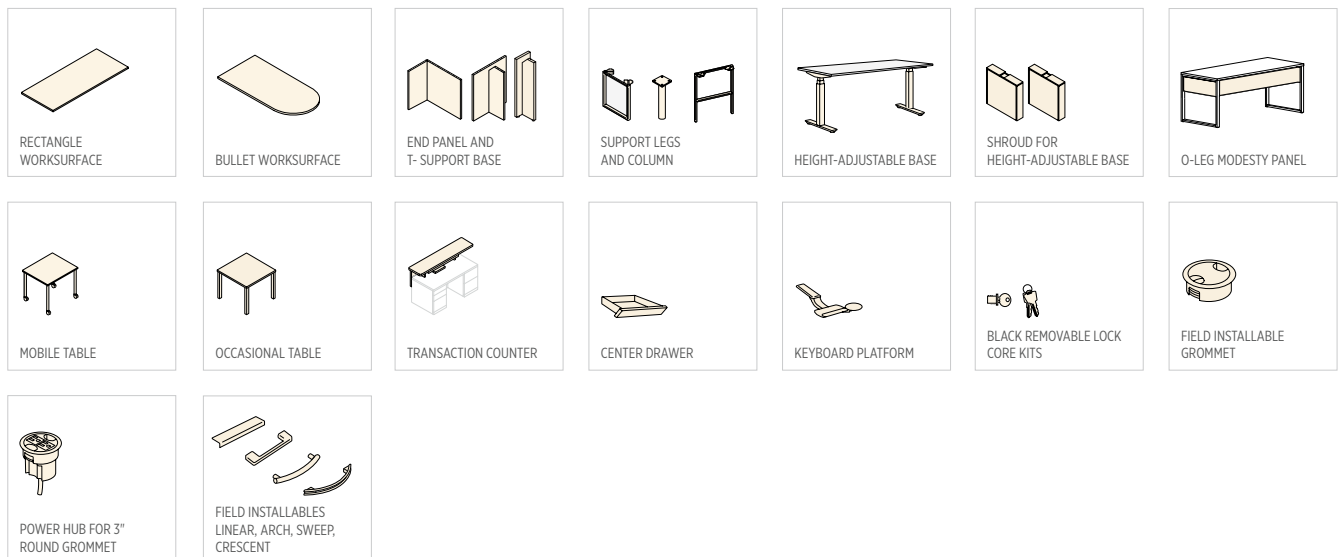 RECTANGLE
WORKSURFACE
BULLET WORKSURFACE
END PANEL AND
T- SUPPORT BASE
SUPPORT LEGS
AND COLUMN
HEIGHT-ADJUSTABLE BASE
SHROUD FOR
HEIGHT-ADJUSTABLE BASE
O-LEG MODESTY PANEL
MOBILE TABLE
OCCASIONAL TABLE
TRANSACTION COUNTER
CENTER DRAWER
KEYBOARD PLATFORM
BLACK REMOVABLE LOCK
CORE KITS
FIELD INSTALLABLE
GROMMET
POWER HUB FOR 3"
ROUND GROMMET
FIELD INSTALLABLES
LINEAR, ARCH, SWEEP,
CRESCENT